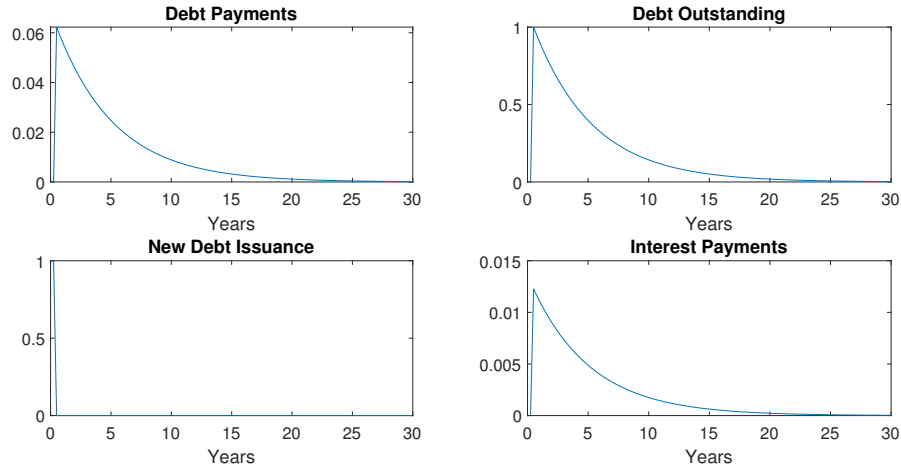 Debt Payments
0.06
0.04
0.02
0
0 5 10 15 20 25 30
Years
Debt Outstanding
1
0.5
0
0 5 10 15 20 25 30
Years
New Debt Issuance
1
0.5
0
0 5 10 15 20 25 30
Years
Interest Payments
0.015
0.01
0.005
0
0 5 10 15 20 25 30
Years